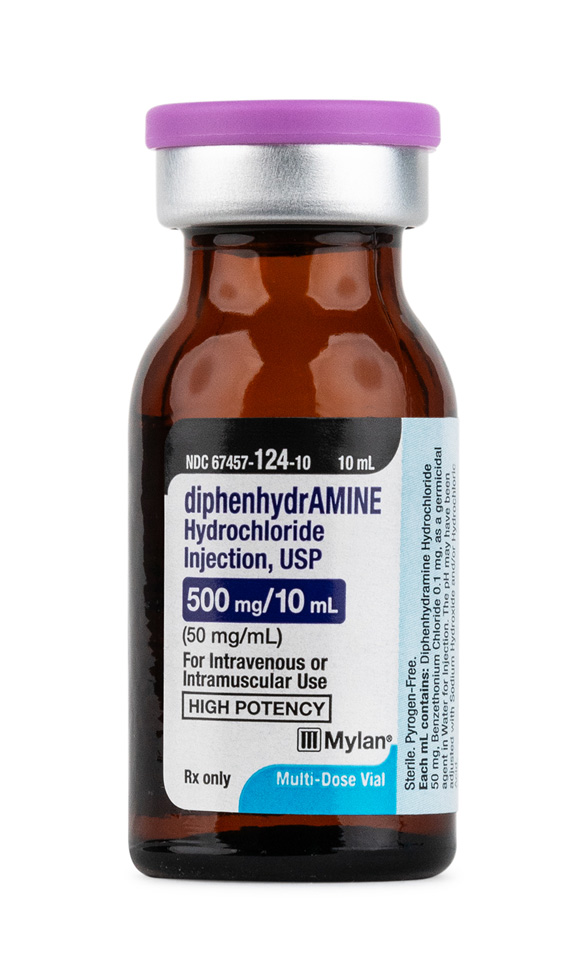 NDC 67457-124-10 10 mL
diphenhydrAMINE
Hydrochloride
Injection, USP
500 mg/10 mL
(50 mg/mL)
For Intravenous or
Intramuscular Use
HIGH POTENCY
Mylan®
Rx only
Multi-Dose Vial
Sterile. Pyrogen-Free.
Each mL contains: Diphenhydramine Hydrochloride
50 mg, Benzethonium Chloride 0.1 mg, as a germicidal
agent in Water for Injection. The pH may have been
adjusted with Sodium Hydroxide and/or Hydrochloric